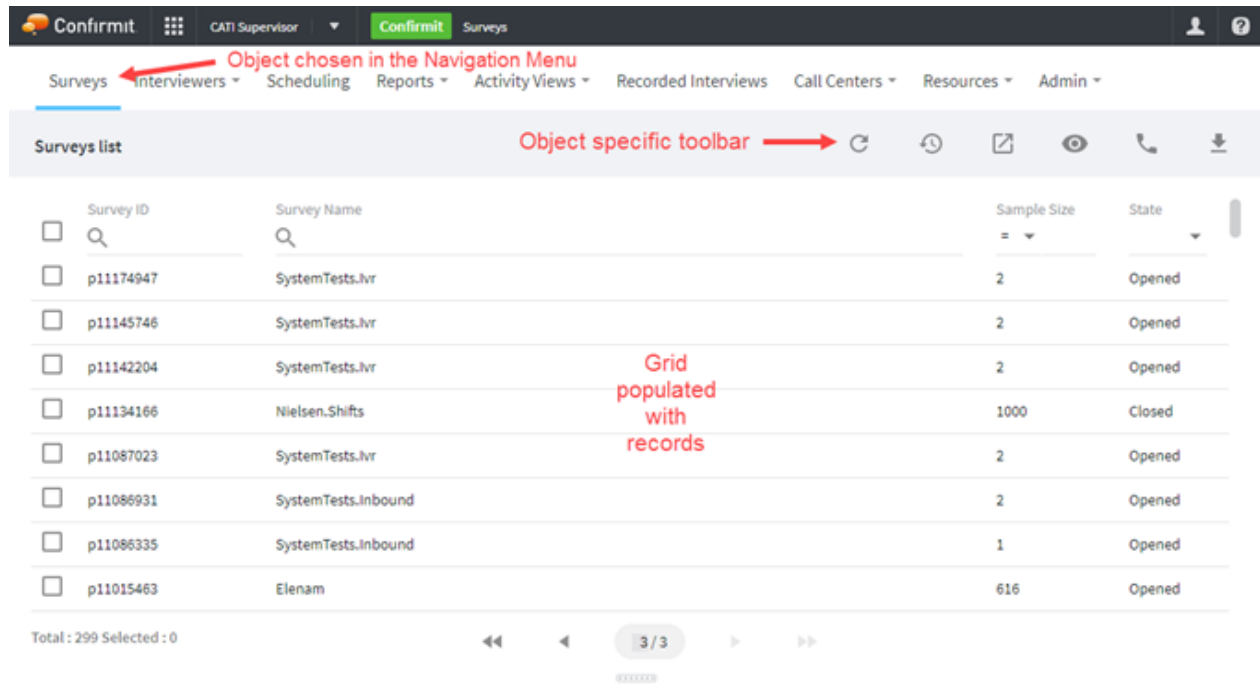 Confirmit CATI Supervisor Confirmit Surveys
Object chosen in the Navigation Menu
Surveys Interviewers Scheduling Reports Activity Views Recorded Interviews Call Centers Resources Admin
Surveys list Object specific toolbar
Survey ID Survey Name Sample Size State
=
p11174947 SystemTests.Ivr 2 Opened
p11145746 SystemTests.Ivr 2 Opened
p11142204 SystemTests.Ivr 2 Opened
Grid
populated
with
records
p11134166 Nielsen.Shifts 1000 Closed
p11087023 SystemTests.Ivr 2 Opened
p11086931 SystemTests.Inbound 2 Opened
p11086335 SystemTests.Inbound 1 Opened
p11015463 Elenam 616 Opened
Total : 299 Selected : 0 3 / 3